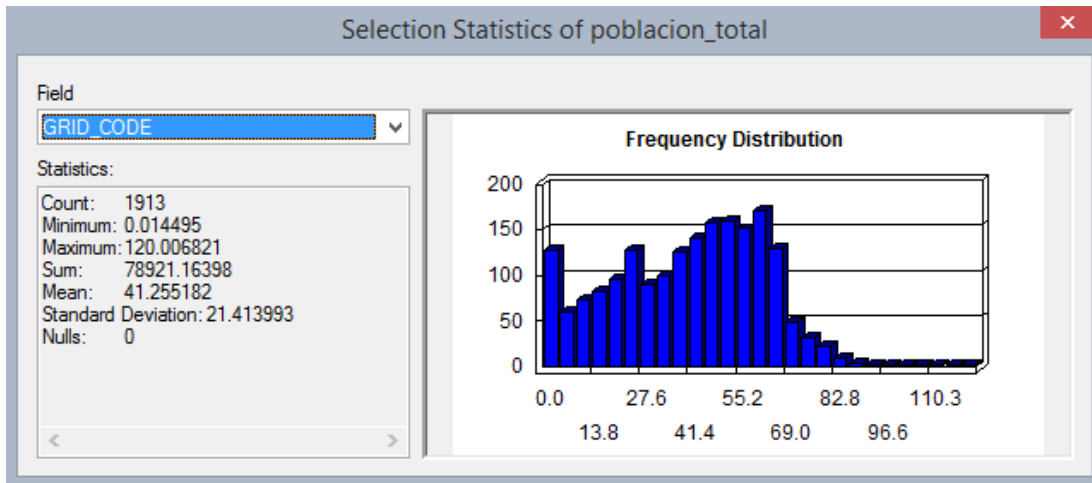 Selection Statistics of poblacion_total
Field
GRID_CODE
Statistics:
Count: 1913
Minimum: 0.014495
Maximum: 120.006821
Sum: 78921.16398
Mean: 41.255182
Standard Deviation: 21.413993
Nulls: 0
Frequency Distribution
200
150
100
50
0
0.0 27.6 55.2 82.8 110.3
13.8 41.4 69.0 96.6